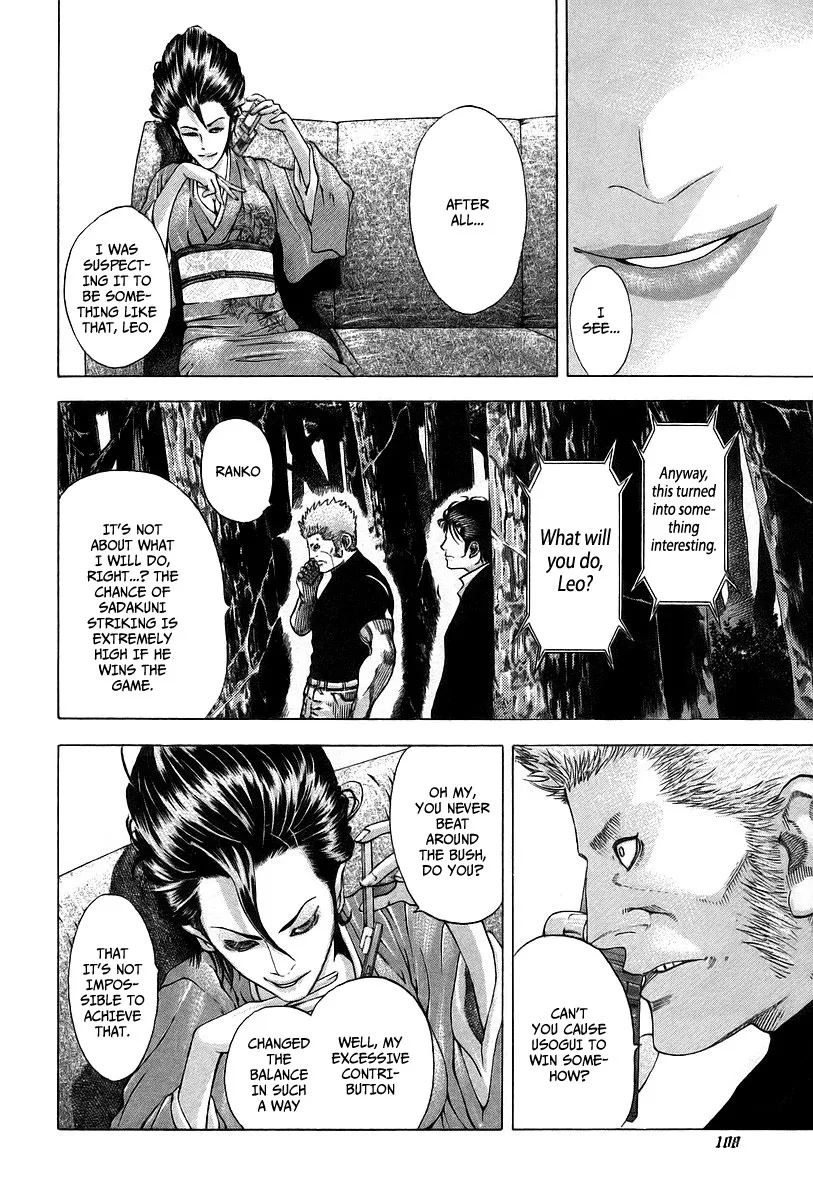 I
SEE...
AFTER
ALL...
I WAS
SUSPECT-
ING IT TO
BE SOME-
THING LIKE
THAT, LEO.
Anyway,
this turned
into some-
thing
interesting.
What will
you do,
Leo?
RANKO
IT'S NOT
ABOUT WHAT
I WILL DO,
RIGHT...? THE
CHANCE OF
SADAKUNI
STRIKING IS
EXTREMELY
HIGH IF HE
WINS THE
GAME.
CAN'T
YOU CAUSE
USOGUI TO
WIN SOME-
HOW?
OH MY,
YOU NEVER
BEAT
AROUND
THE BUSH,
DO YOU?
WELL, MY
EXCESSIVE
CONTRI-
BUTION
CHANGED
THE
BALANCE
IN SUCH
A WAY
THAT
IT'S NOT
IMPOS-
SIBLE TO
ACHIEVE
THAT.
188